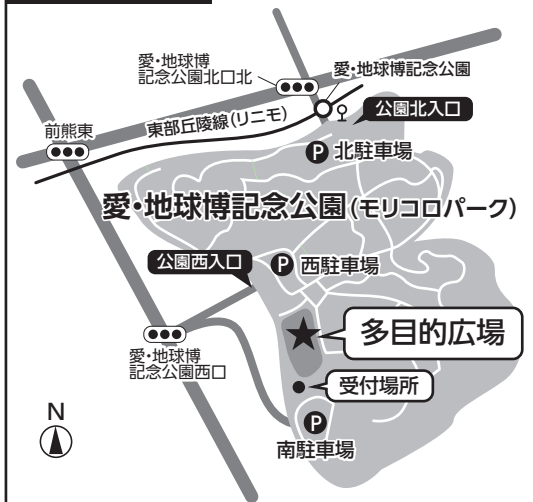 愛・地球博
記念公園北口北
愛・地球博記念公園
公園北入口
東部丘陵線(リニモ)
前熊東
P 北駐車場
愛・地球博記念公園(モリコロパーク)
公園西入口
P 西駐車場
多目的広場
愛・地球博
記念公園西口
受付場所
N
P
南駐車場